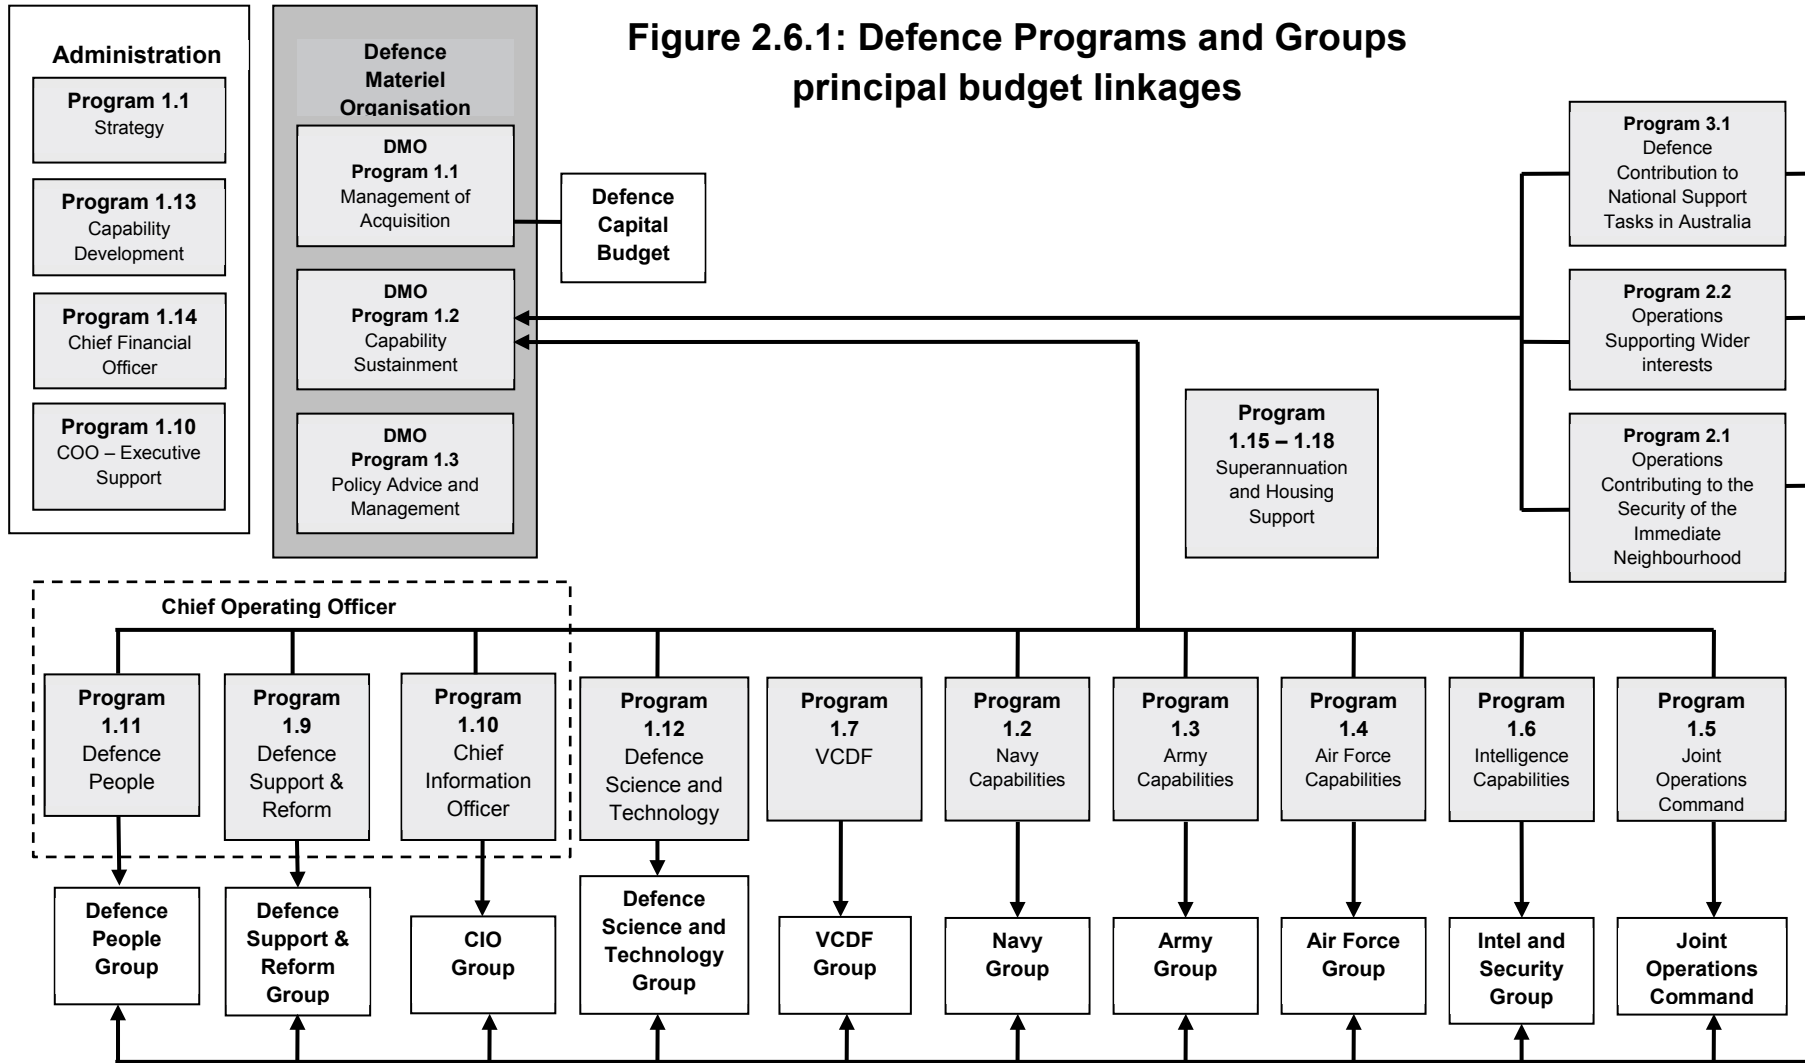 Figure 2.6.1: Defence Programs and Groups
principal budget linkages
Administration
Program 1.1
Strategy
Program 1.13
Capability
Development
Program 1.14
Chief Financial
Officer
Program 1.10
COO – Executive
Support
Defence
Materiel
Organisation
DMO
Program 1.1
Management of
Acquisition
DMO
Program 1.2
Capability
Sustainment
DMO
Program 1.3
Policy Advice and
Management
Defence
Capital
Budget
Program
1.15 – 1.18
Superannuation
and Housing
Support
Program 3.1
Defence
Contribution to
National Support
Tasks in Australia
Program 2.2
Operations
Supporting Wider
interests
Program 2.1
Operations
Contributing to the
Security of the
Immediate
Neighbourhood
Chief Operating Officer
Program
1.11
Defence
People
Program
1.9
Defence
Support &
Reform
Program
1.10
Chief
Information
Officer
Program
1.12
Defence
Science and
Technology
Program
1.7
VCDF
Program
1.2
Navy
Capabilities
Program
1.3
Army
Capabilities
Program
1.4
Air Force
Capabilities
Program
1.6
Intelligence
Capabilities
Program
1.5
Joint
Operations
Command
Defence
People
Group
Defence
Support &
Reform
Group
CIO
Group
Defence
Science and
Technology
Group
VCDF
Group
Navy
Group
Army
Group
Air Force
Group
Intel and
Security
Group
Joint
Operations
Command